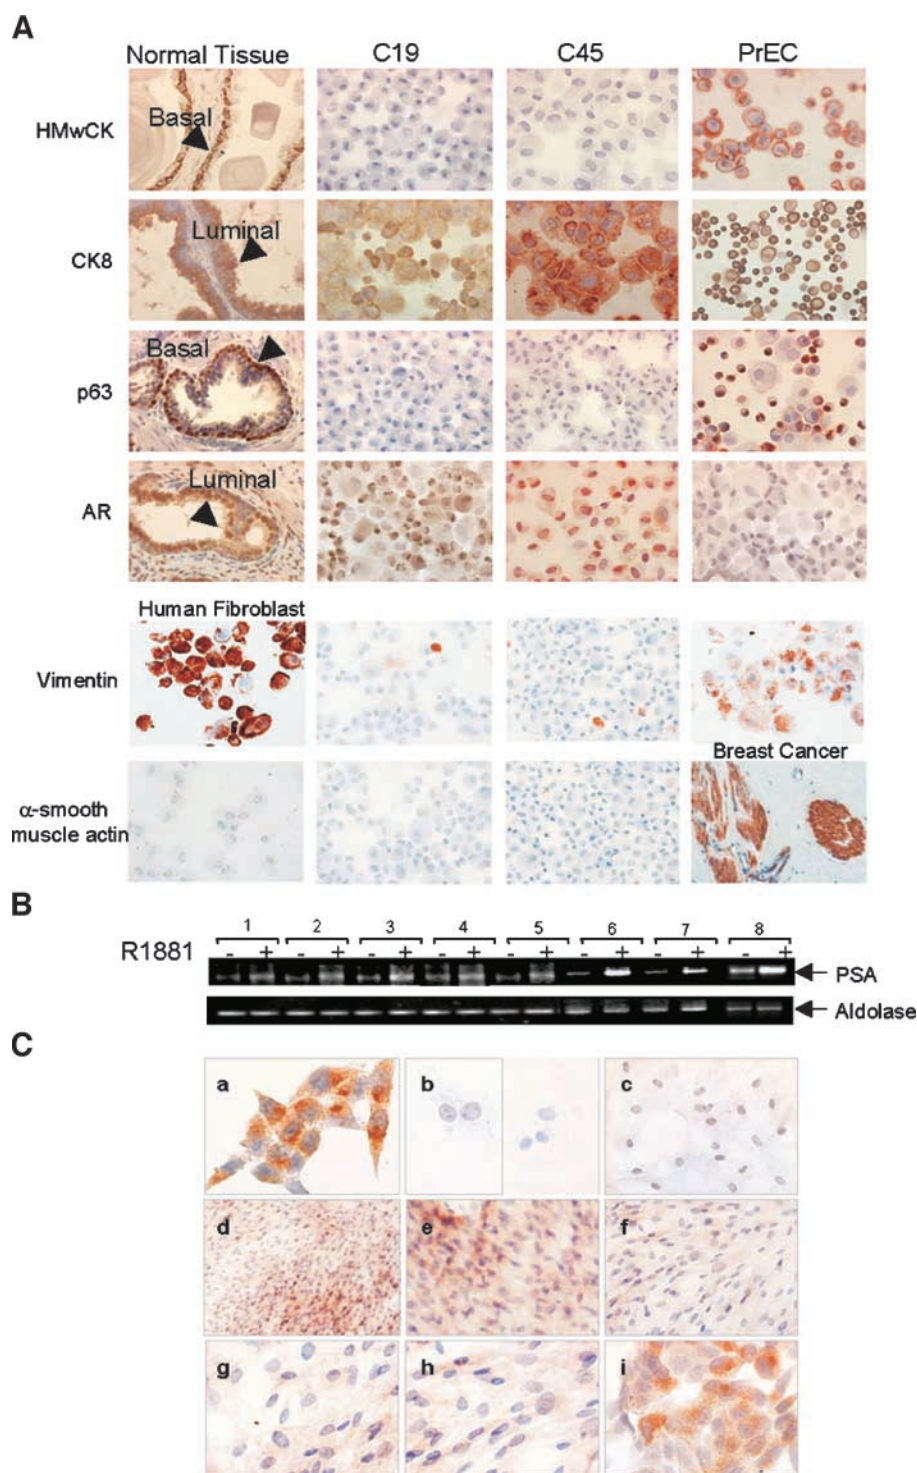 A
Normal Tissue C19 C45 PrEC
HMwCK
Basal
CK8
Luminal
p63
Basal
AR
Luminal
Human Fibroblast
Vimentin
Breast Cancer
α-smooth
muscle actin
B
1 2 3 4 5 6 7 8
R1881 - + - + - + - + - + - + - + - +
PSA
Aldolase
C
a b c
d e f
g h i